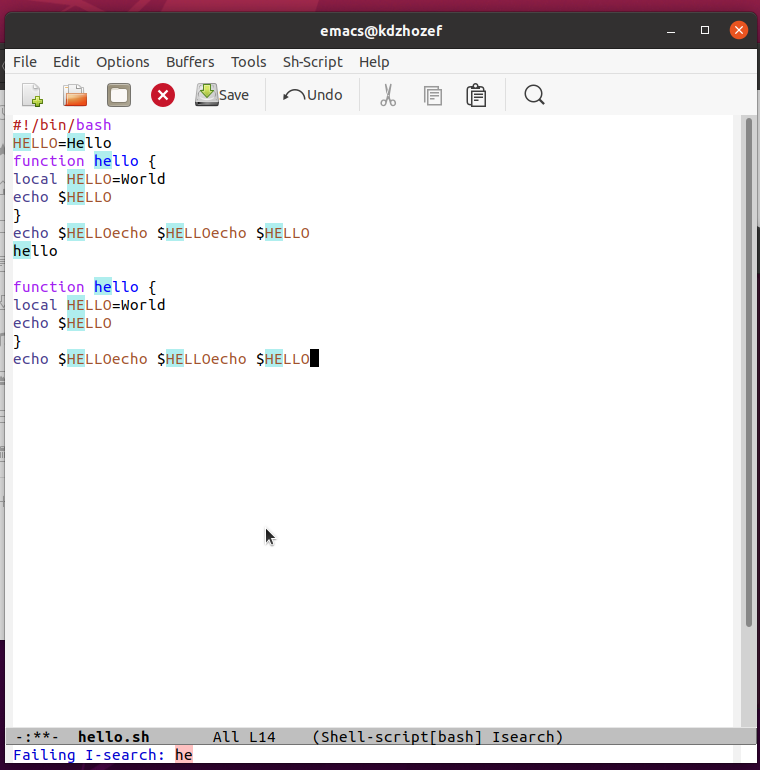 emacs@kdzhozef
File Edit Options Buffers Tools Sh-Script Help
Save Undo
#!/bin/bash
HELLO=Hello
function hello {
local HELLO=World
echo $HELLO
}
echo $HELLOecho $HELLOecho $HELLO
hello
function hello {
local HELLO=World
echo $HELLO
}
echo $HELLOecho $HELLOecho $HELLO
-:**- hello.sh All L14 (Shell-script[bash] Isearch)
Failing I-search: he